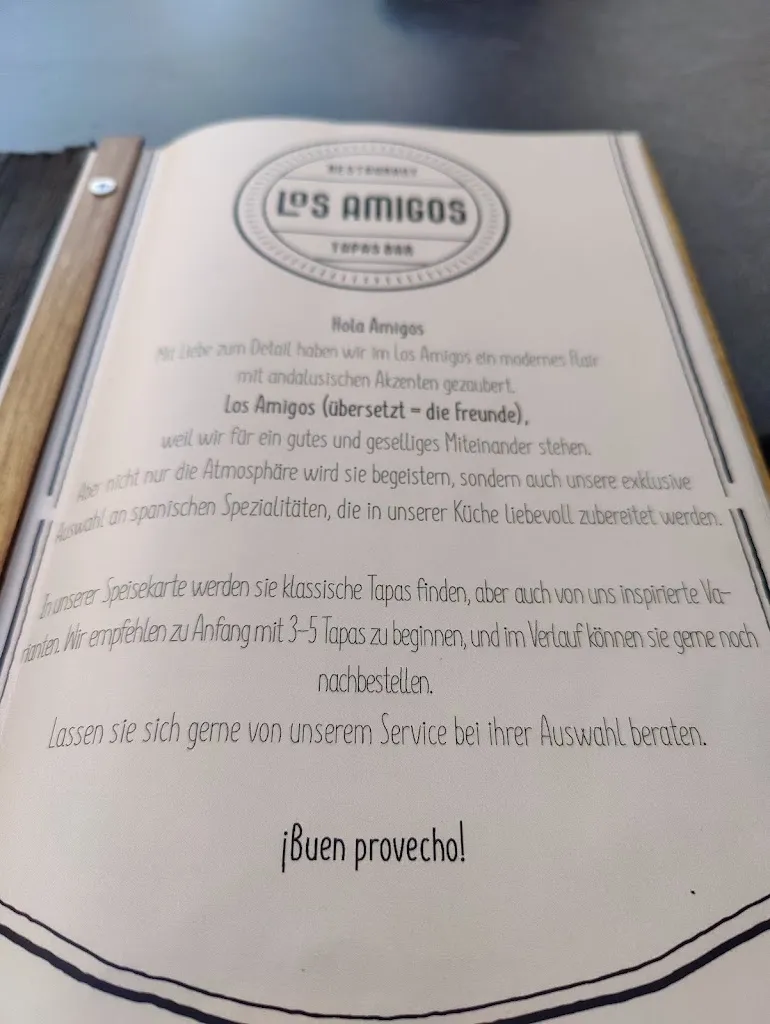 RESTAURANT
LOS AMIGOS
TAPAS BAR
Hola Amigos
Mit Liebe zum Detail haben wir im Los Amigos ein modernes Flair
mit andalusischen Akzenten gezaubert.
Los Amigos (übersetzt = die Freunde),
weil wir für ein gutes und geselliges Miteinander stehen.
Aber nicht nur die Atmosphäre wird sie begeistern, sondern auch unsere exklusive
Auswahl an spanischen Spezialitäten, die in unserer Küche liebevoll zubereitet werden.
In unserer Speisekarte werden sie klassische Tapas finden, aber auch von uns inspirierte Va-
rianten. Wir empfehlen zu Anfang mit 3-5 Tapas zu beginnen, und im Verlauf können sie gerne noch
nachbestellen.
Lassen sie sich gerne von unserem Service bei ihrer Auswahl beraten.
¡Buen provecho!